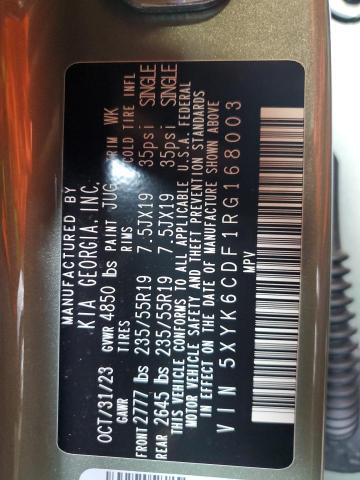 MANUFACTURED BY
KIA GEORGIA, INC.
OCT/31/23 GVWR 4850 lbs PAINT JUG TRIM WK
GAWR TIRES RIMS COLD TIRE INFL
FRONT 2777 lbs 235/55R19 7.5JX19 35psi SINGLE
REAR 2645 lbs 235/55R19 7.5JX19 35psi SINGLE
THIS VEHICLE CONFORMS TO ALL APPLICABLE U.S.A. FEDERAL
MOTOR VEHICLE SAFETY AND THEFT PREVENTION STANDARDS
IN EFFECT ON THE DATE OF MANUFACTURE SHOWN ABOVE
VIN 5XYK6CDF1RG168003
MPV